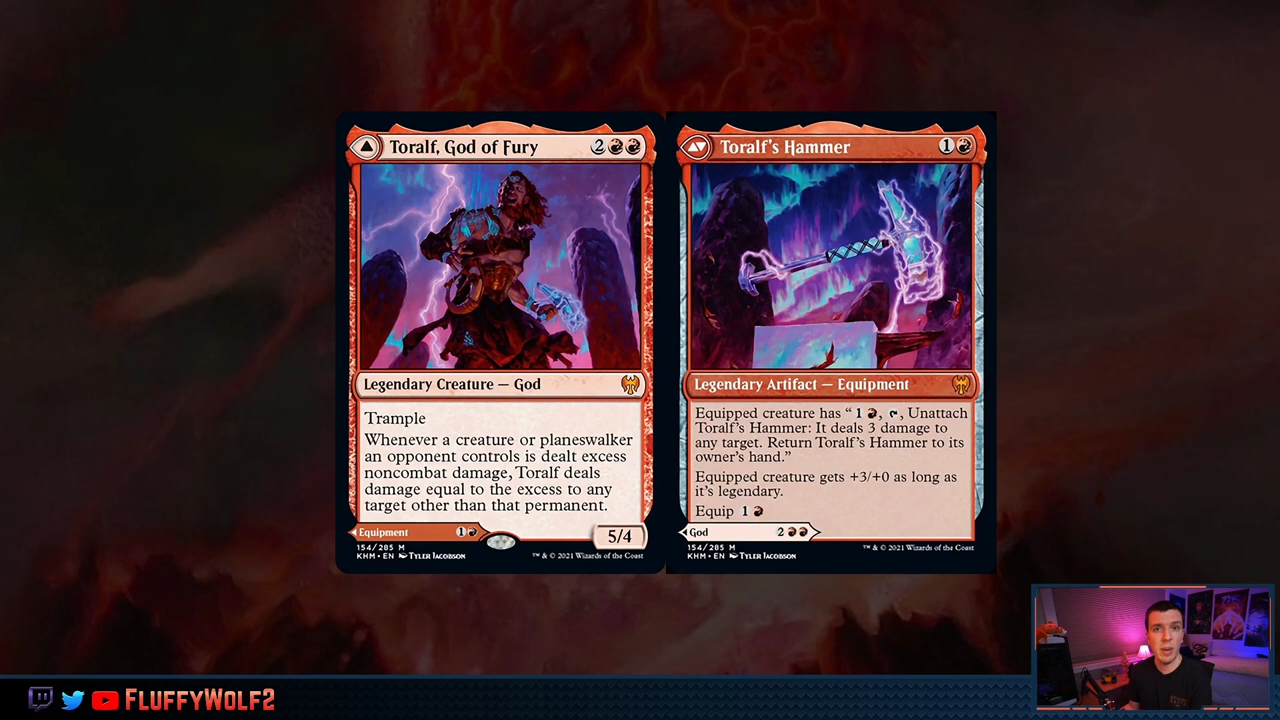 Toralf, God of Fury 2
Legendary Creature — God
Trample
Whenever a creature or planeswalker
an opponent controls is dealt excess
noncombat damage, Toralf deals
damage equal to the excess to any
target other than that permanent.
Equipment 1
5/4
154/285 M
KHM • EN Tyler Jacobson
™ & © 2021 Wizards of the Coast
Toralf's Hammer 1
Legendary Artifact — Equipment
Equipped creature has “ 1 , , Unattach
Toralf's Hammer: It deals 3 damage to
any target. Return Toralf's Hammer to its
owner's hand.”
Equipped creature gets +3/+0 as long as
it's legendary.
Equip 1
God 2
154/285 M
KHM • EN Tyler Jacobson
™ & © 2021 Wizards of the Coast
FluffyWolf2